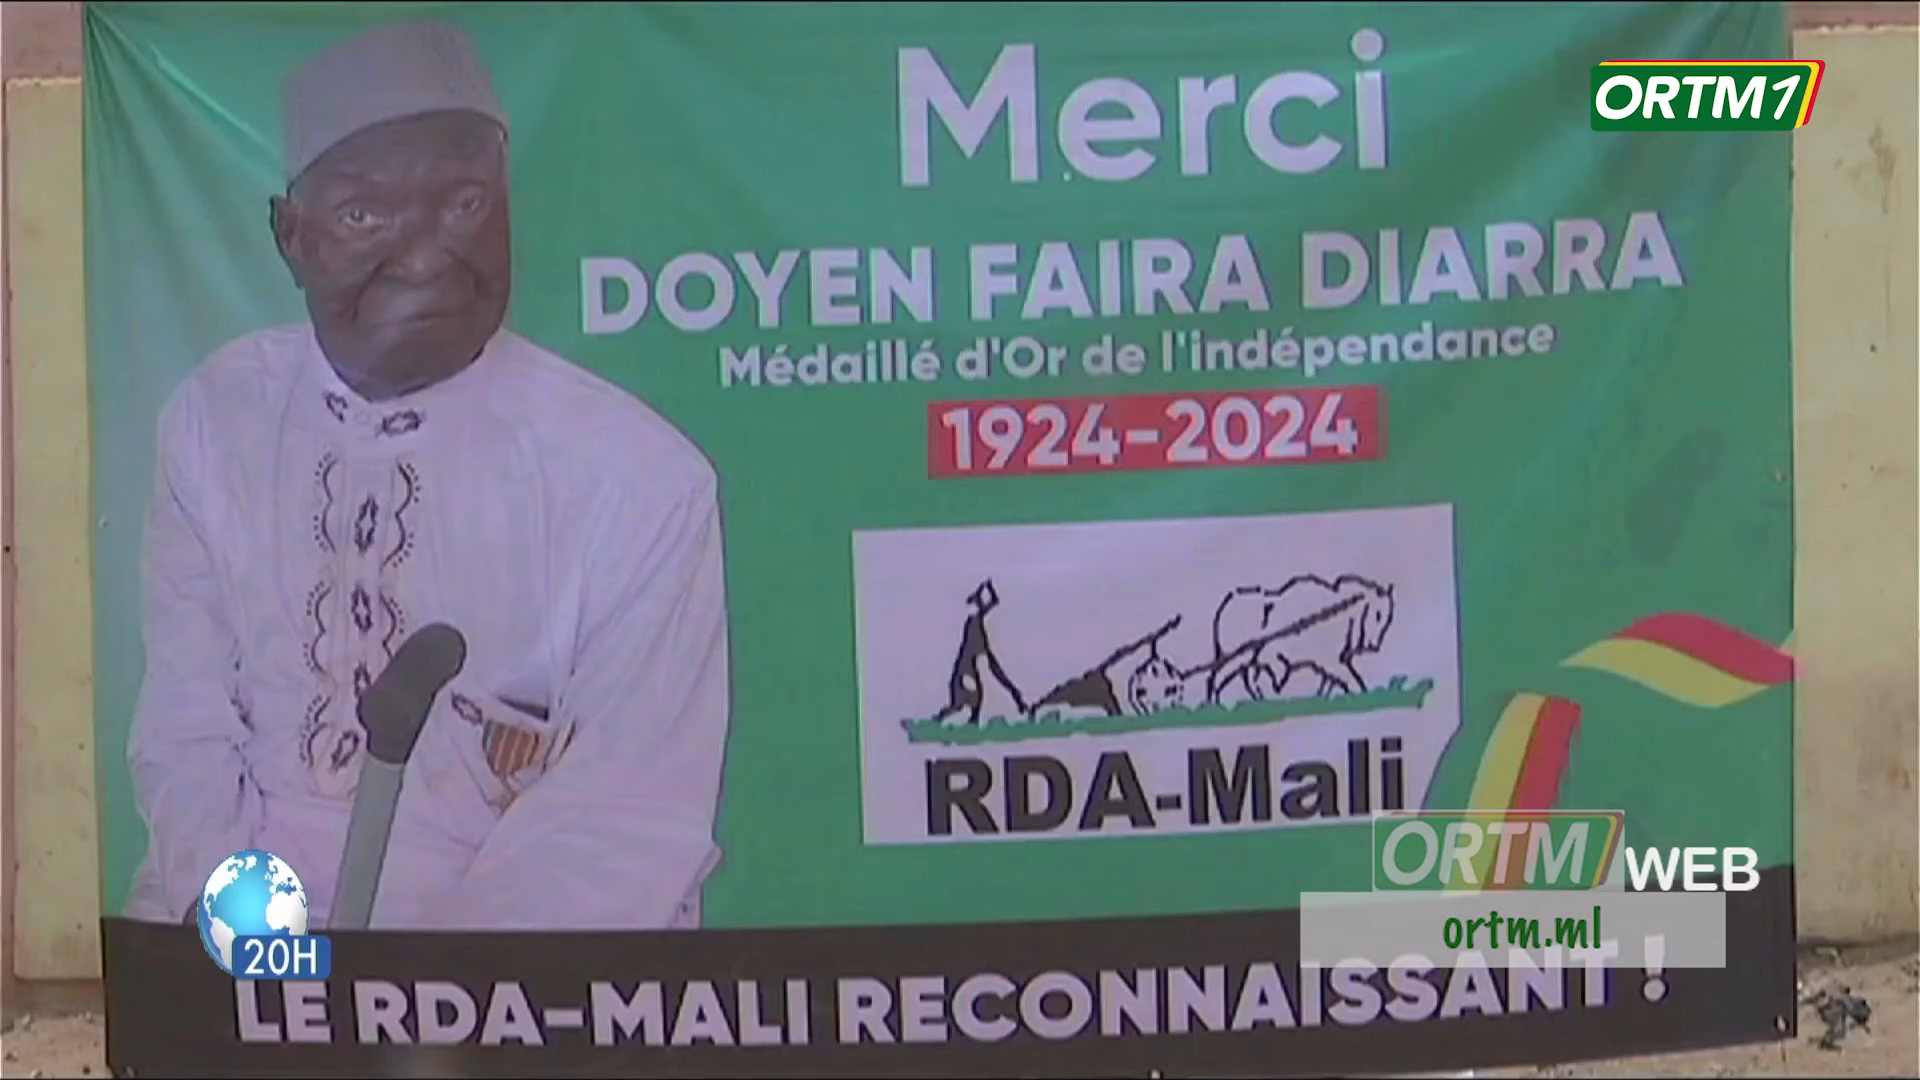 Merci
ORTM1
DOYEN FAIRA DIARRA
Médaillé d'Or de l'indépendance
1924-2024
RDA-Mali
ORTM1 WEB
ortm.ml
20H
LE RDA-MALI RECONNAISSANT !